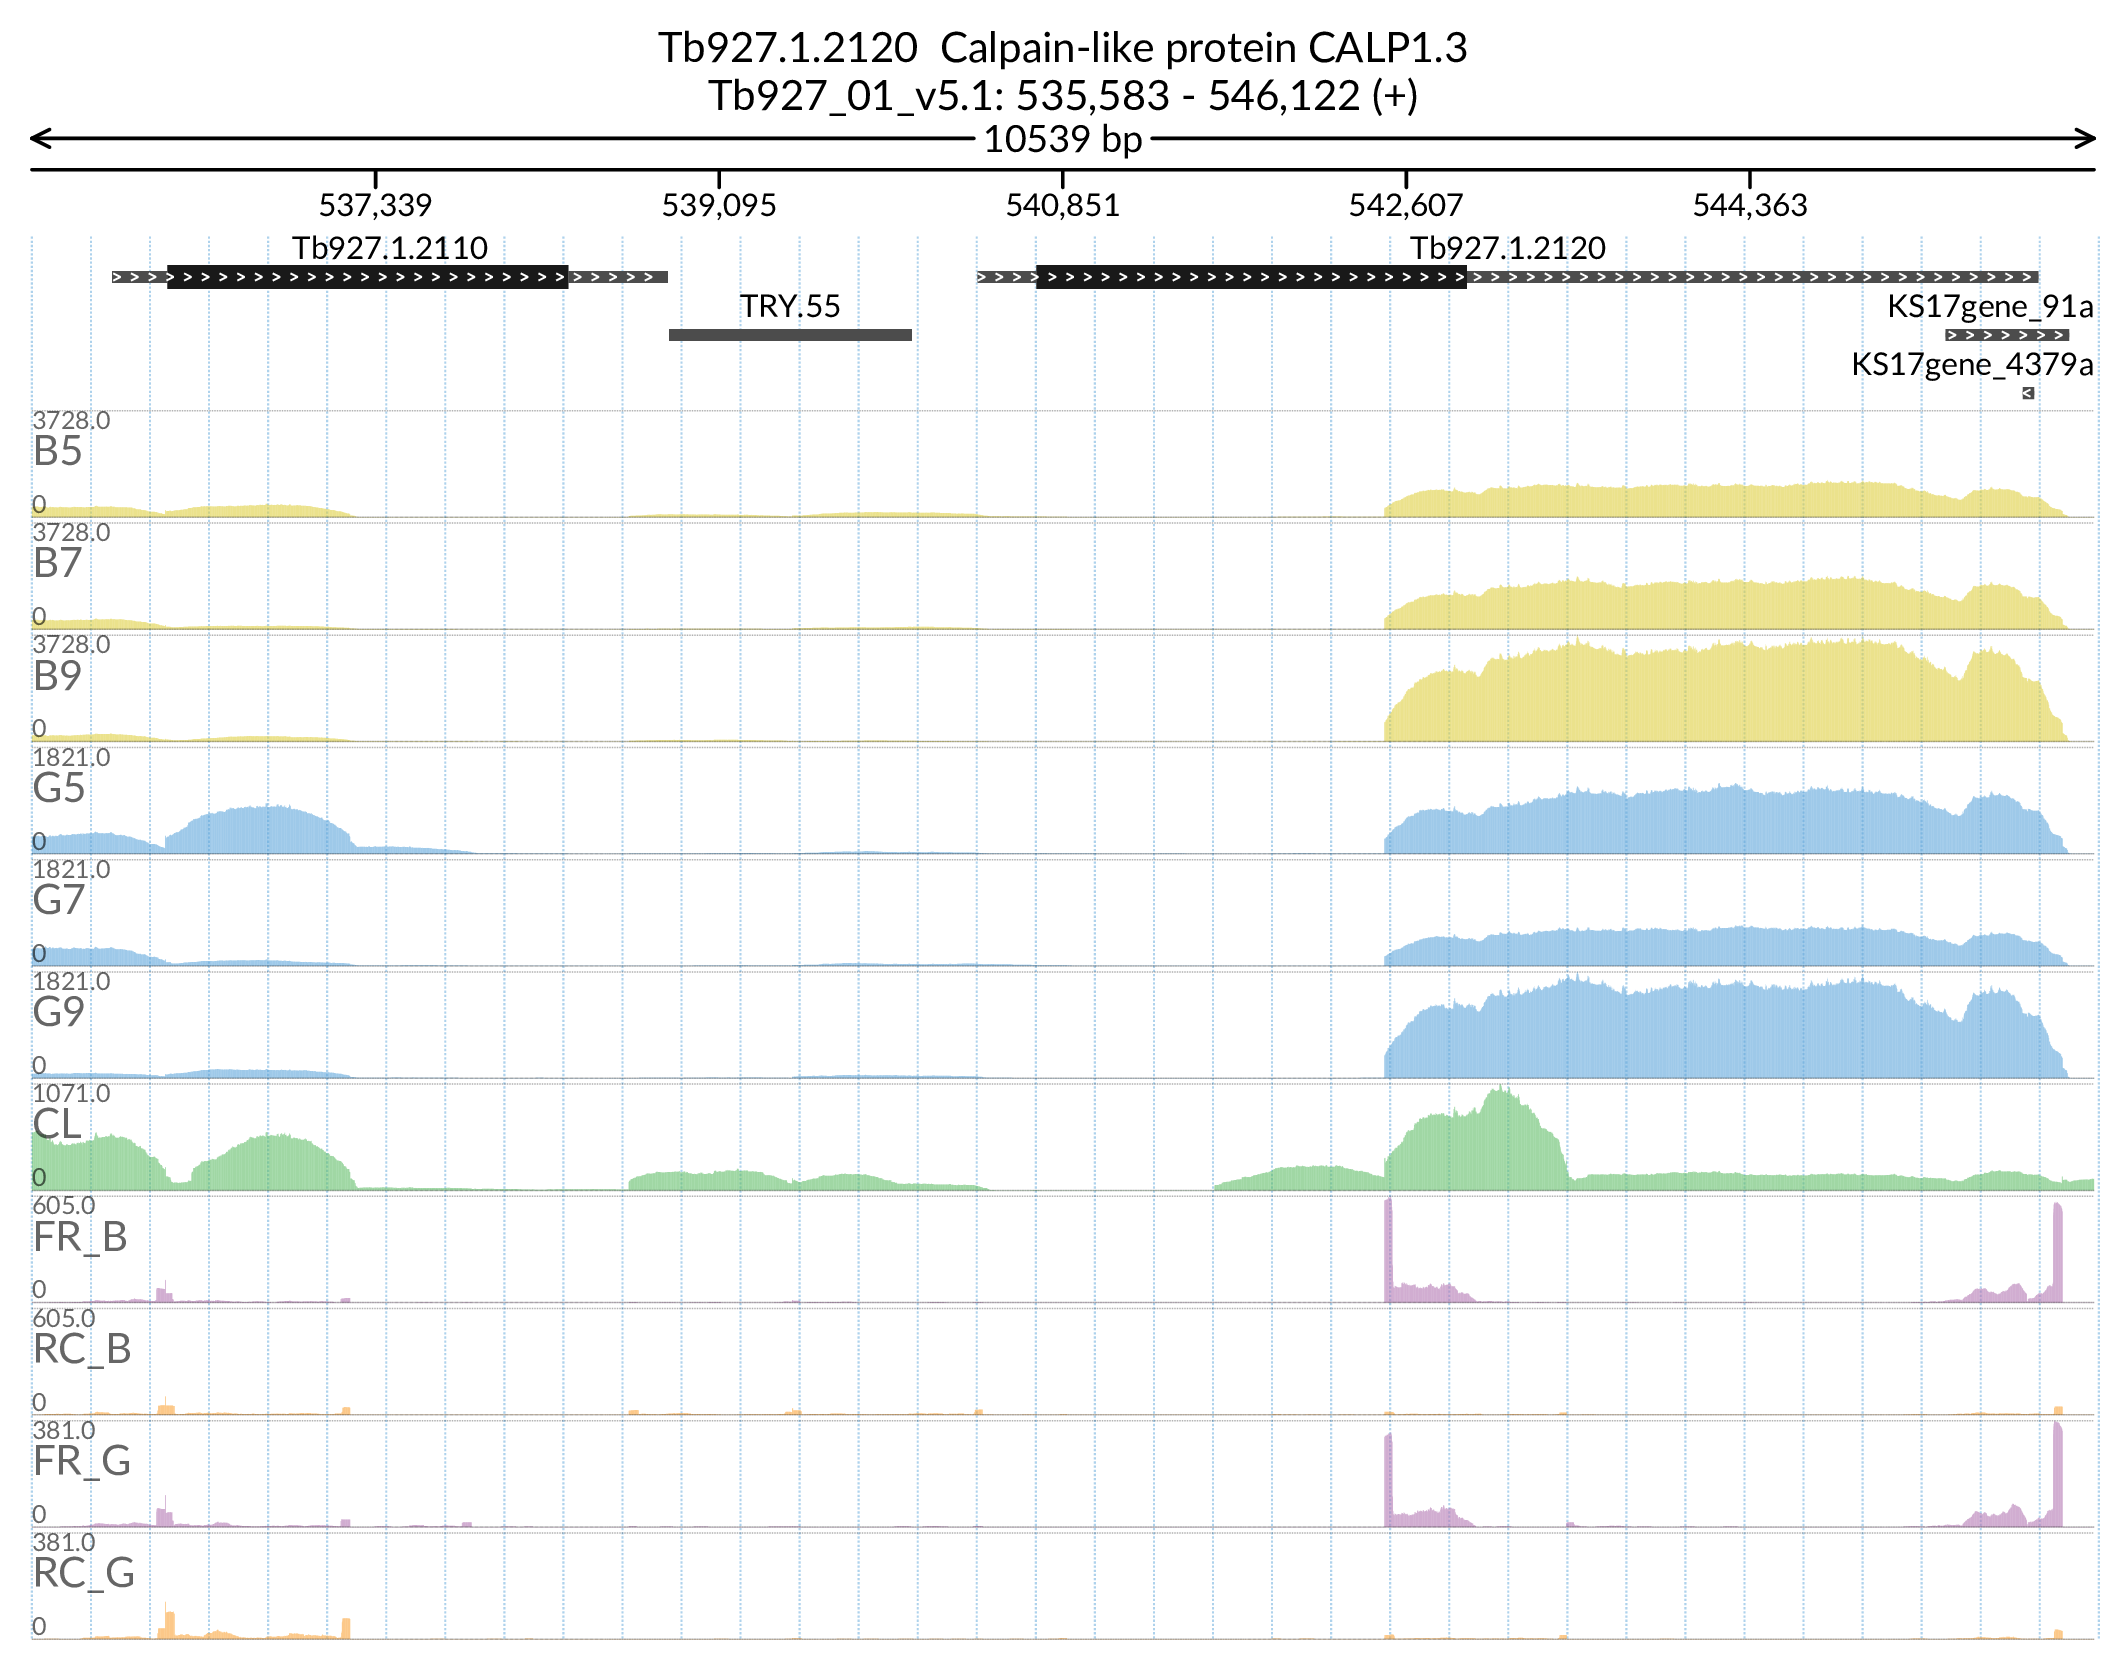 Tb927.1.2120 Calpain-like protein CALP1.3
Tb927_01_v5.1: 535,583 - 546,122 (+)
10539 bp
537,339 539,095 540,851 542,607 544,363
Tb927.1.2110 Tb927.1.2120
TRY.55 KS17gene_91a
KS17gene_4379a
3728.0
B5
0
3728.0
B7
0
3728.0
B9
0
1821.0
G5
0
1821.0
G7
0
1821.0
G9
0
1071.0
CL
0
605.0
FR_B
0
605.0
RC_B
0
381.0
FR_G
0
381.0
RC_G
0